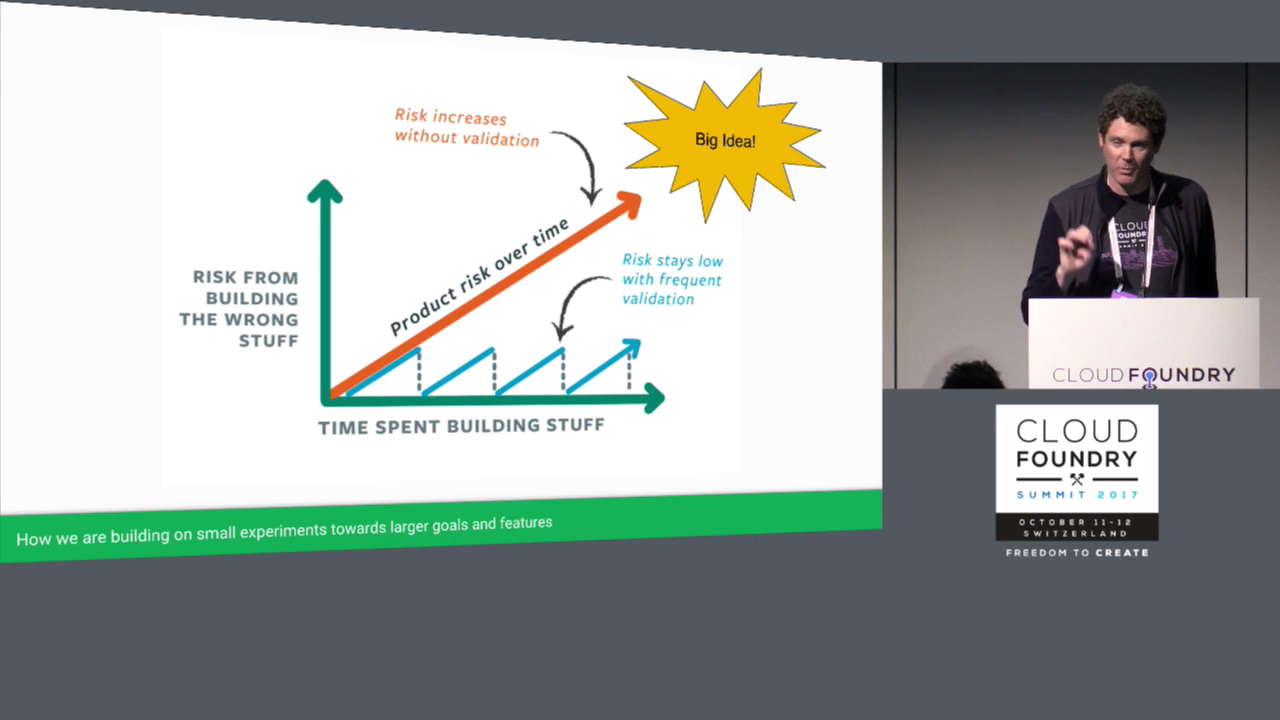 Risk increases
without validation
Big Idea!
Product risk over time
Risk stays low
with frequent
validation
RISK FROM
BUILDING
THE WRONG
STUFF
TIME SPENT BUILDING STUFF
How we are building on small experiments towards larger goals and features
CLOUD
FOUNDRY
CLOUD FOUNDRY
CLOUD
FOUNDRY
SUMMIT 2017
OCTOBER 11-12
SWITZERLAND
FREEDOM TO CREATE